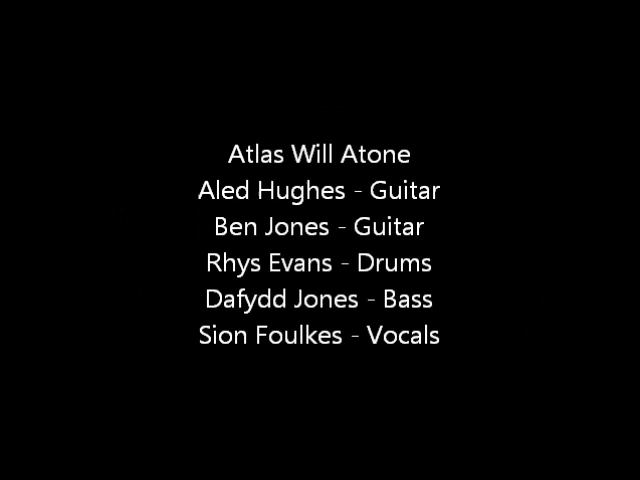 Atlas Will Atone
Aled Hughes - Guitar
Ben Jones - Guitar
Rhys Evans - Drums
Dafydd Jones - Bass
Sion Foulkes - Vocals